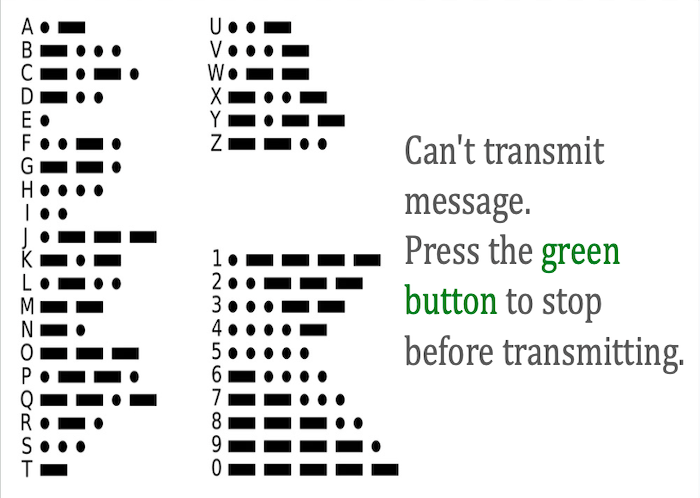 A
B
C
D
E
F
G
H
I
J
K
L
M
N
O
P
Q
R
S
T
U
V
W
X
Y
Z
1
2
3
4
5
6
7
8
9
0
Can't transmit
message.
Press the green
button to stop
before transmitting.